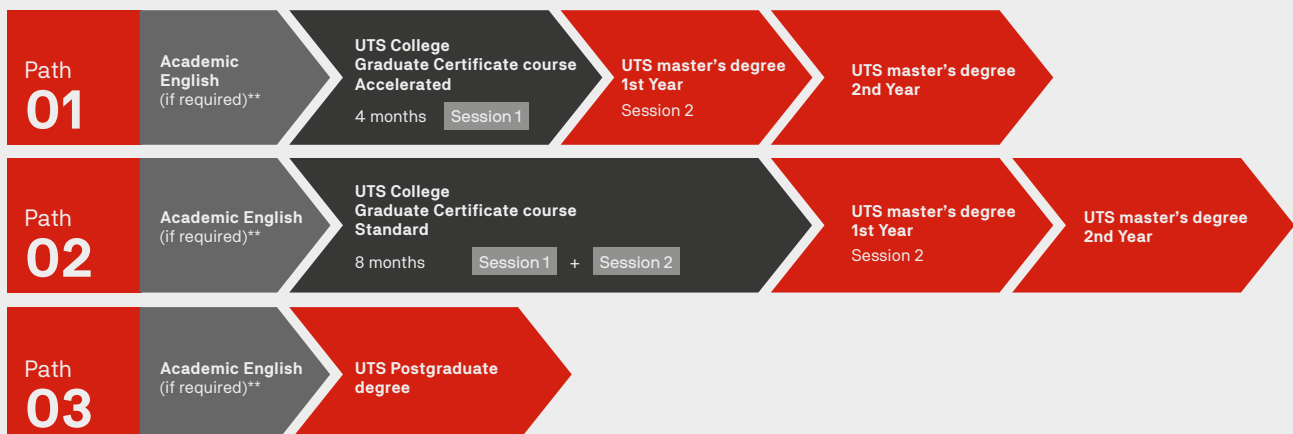 Path
01
Academic
English
(if required)**
UTS College
Graduate Certificate course
Accelerated
4 months Session 1
UTS master’s degree
1st Year
Session 2
UTS master’s degree
2nd Year
Path
02
Academic English
(if required)**
UTS College
Graduate Certificate course
Standard
8 months Session 1 + Session 2
UTS master’s degree
1st Year
Session 2
UTS master’s degree
2nd Year
Path
03
Academic English
(if required)**
UTS Postgraduate
degree